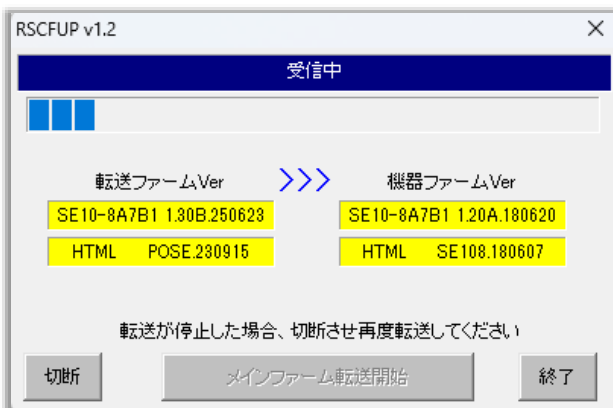 RSCFUP v1.2
受信中
転送ファームVer >>> 機器ファームVer
SE10-8A7B1 1.30B.250623 SE10-8A7B1 1.20A.180620
HTML POSE.230915 HTML SE108.180607
転送が停止した場合、切断させ再度転送してください
切断 メインファーム転送開始 終了